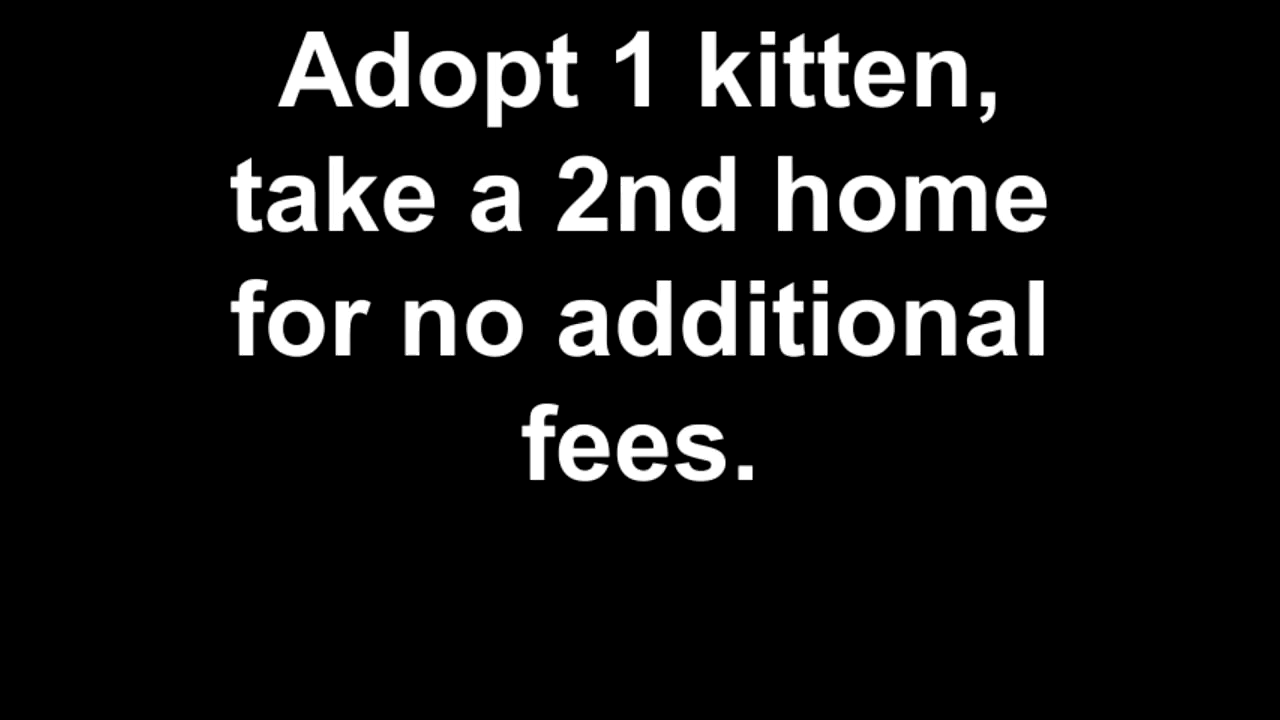 Adopt 1 kitten,
take a 2nd home
for no additional
fees.